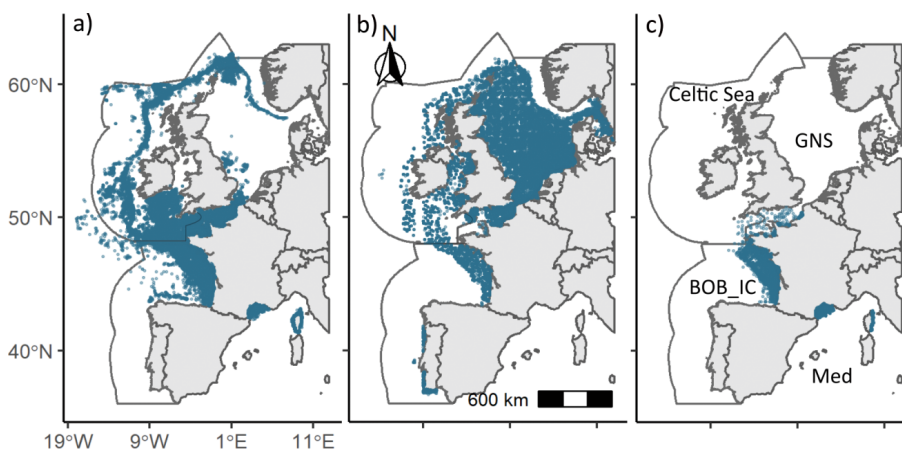 a)
b)
c)
N
60°N
50°N
40°N
Celtic Sea
GNS
BOB_IC
Med
600 km
19°W 9°W 1°E 11°E